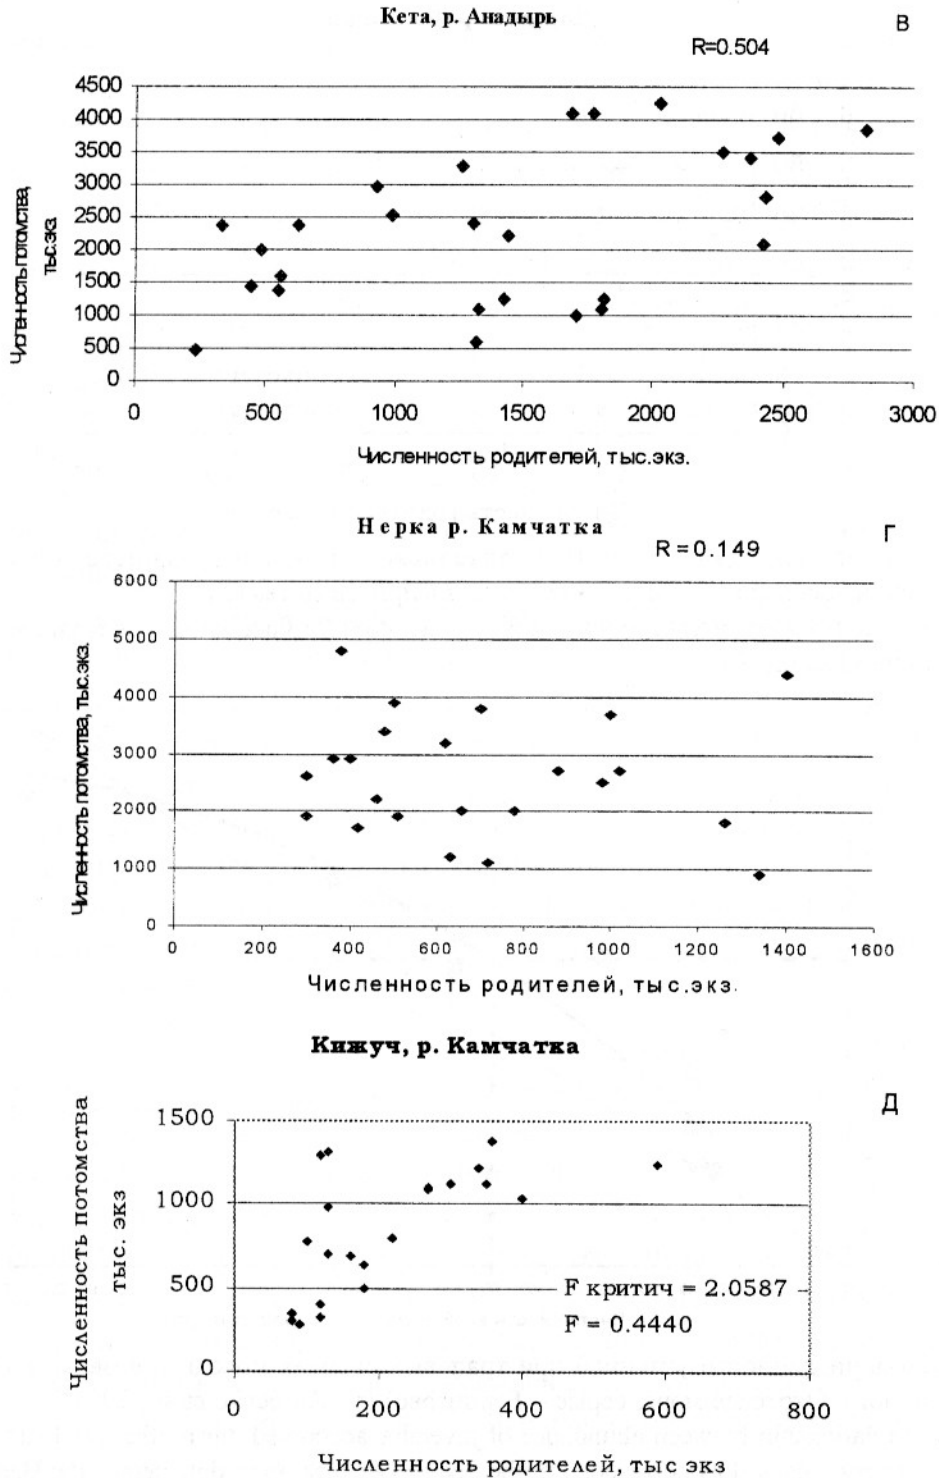 Кета, р. Анадырь
В
R=0.504
4500
4000
3500
3000
2500
2000
1500
1000
500
0
Численность потомства,
тыс.экз.
0 500 1000 1500 2000 2500 3000
Численность родителей, тыс.экз.
Нерка р. Камчатка
Г
R=0.149
6000
5000
4000
3000
2000
1000
0
Численность потомства, тыс.экз.
0 200 400 600 800 1000 1200 1400 1600
Численность родителей, тыс.экз.
Кижуч, р. Камчатка
Д
1500
1000
500
0
Численность потомства
тыс. экз
F критич = 2.0587
F = 0.4440
0 200 400 600 800
Численность родителей, тыс экз